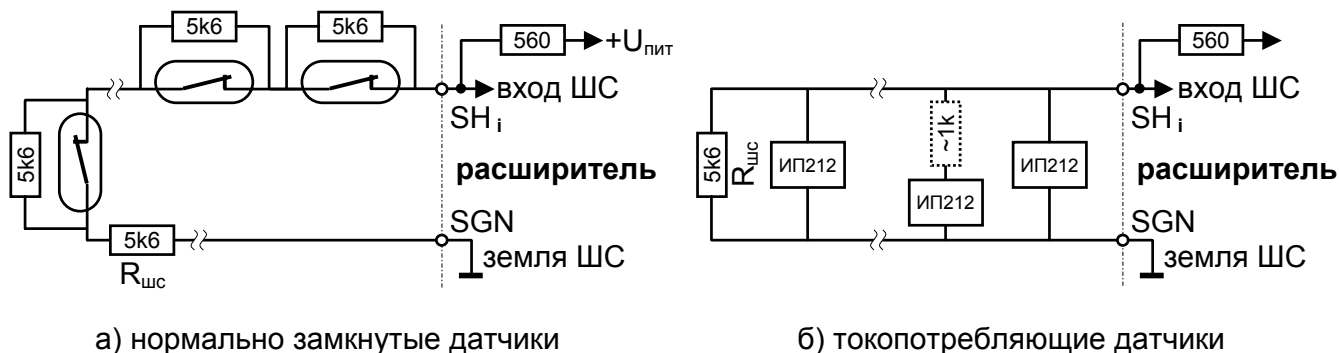 5k6
5k6
560
+Uпит
вход ШС
SH i
5k6
расширитель
SGN
5k6
Rшс
земля ШС
а) нормально замкнутые датчики
560
вход ШС
SH i
~1k
5k6
Rшс
ИП212
ИП212
ИП212
расширитель
SGN
земля ШС
б) токопотребляющие датчики